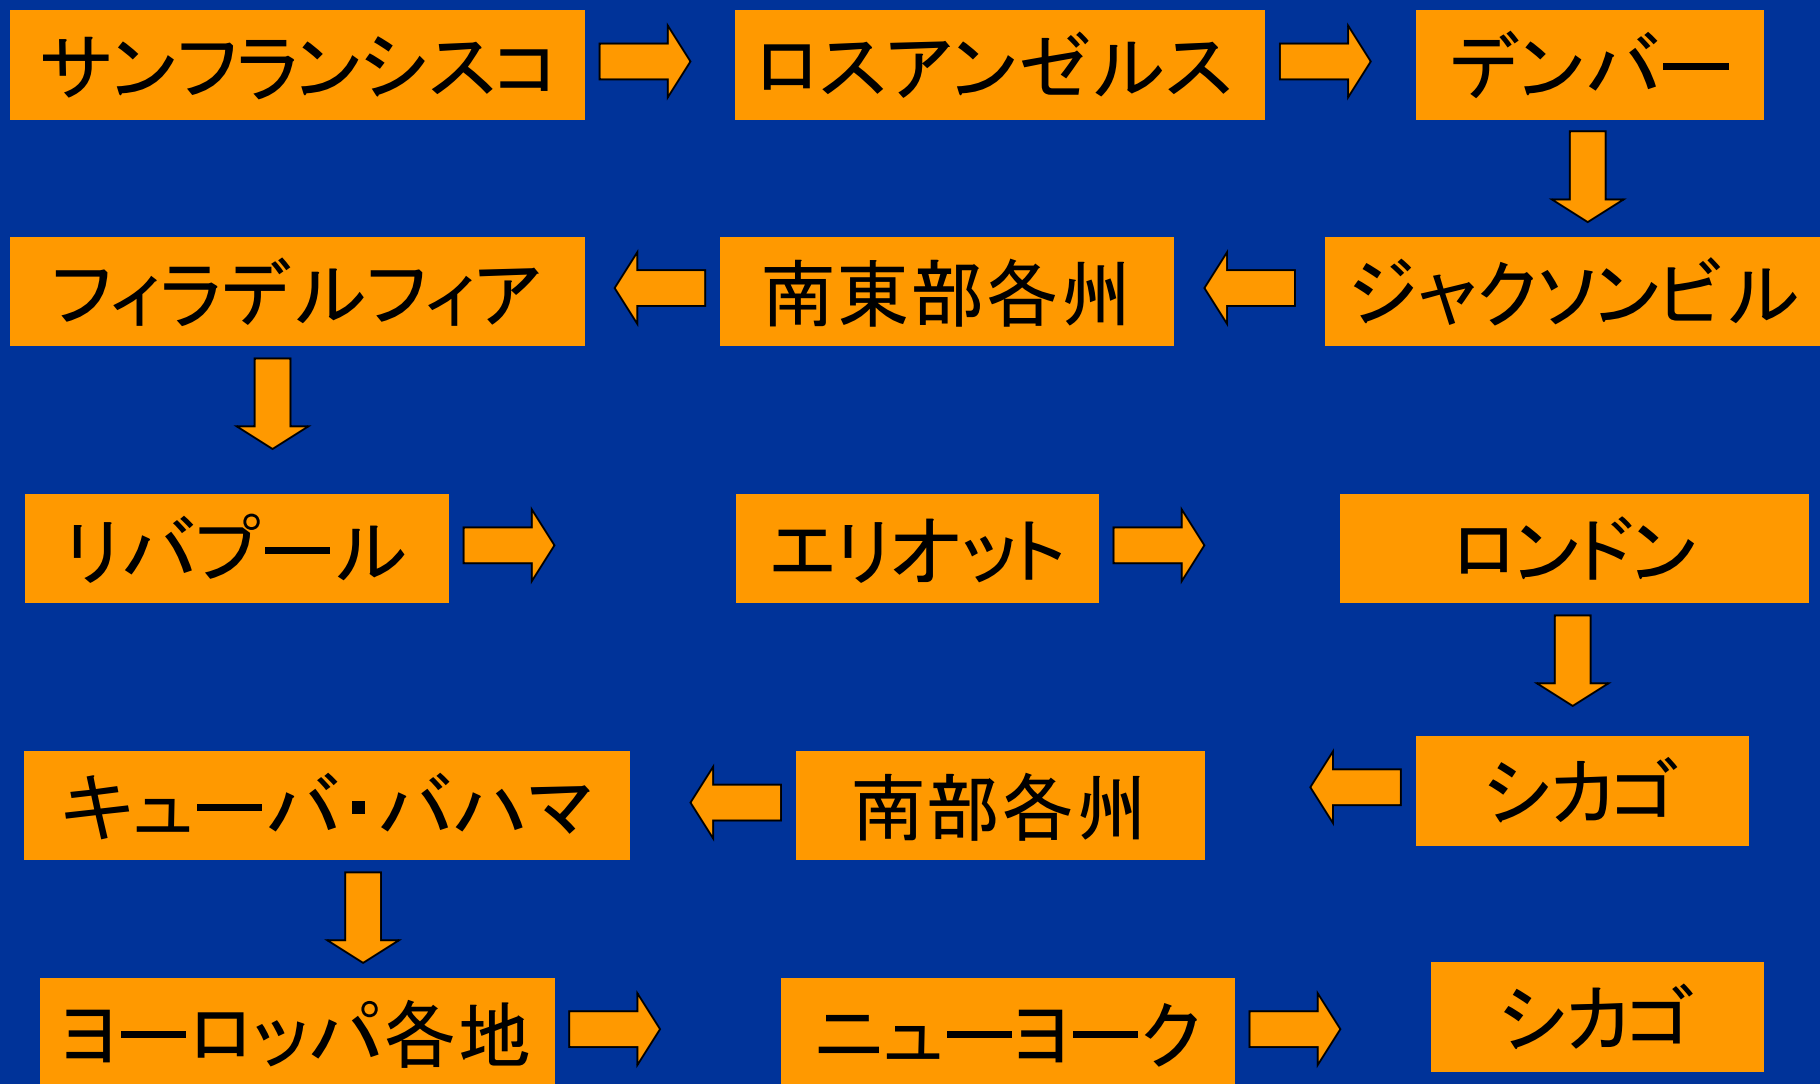 サンフランシスコ
ロスアンゼルス
デンバー
ジャクソンビル
南東部各州
フィラデルフィア
リバプール
エリオット
ロンドン
シカゴ
南部各州
キューバ・バハマ
ヨーロッパ各地
ニューヨーク
シカゴ